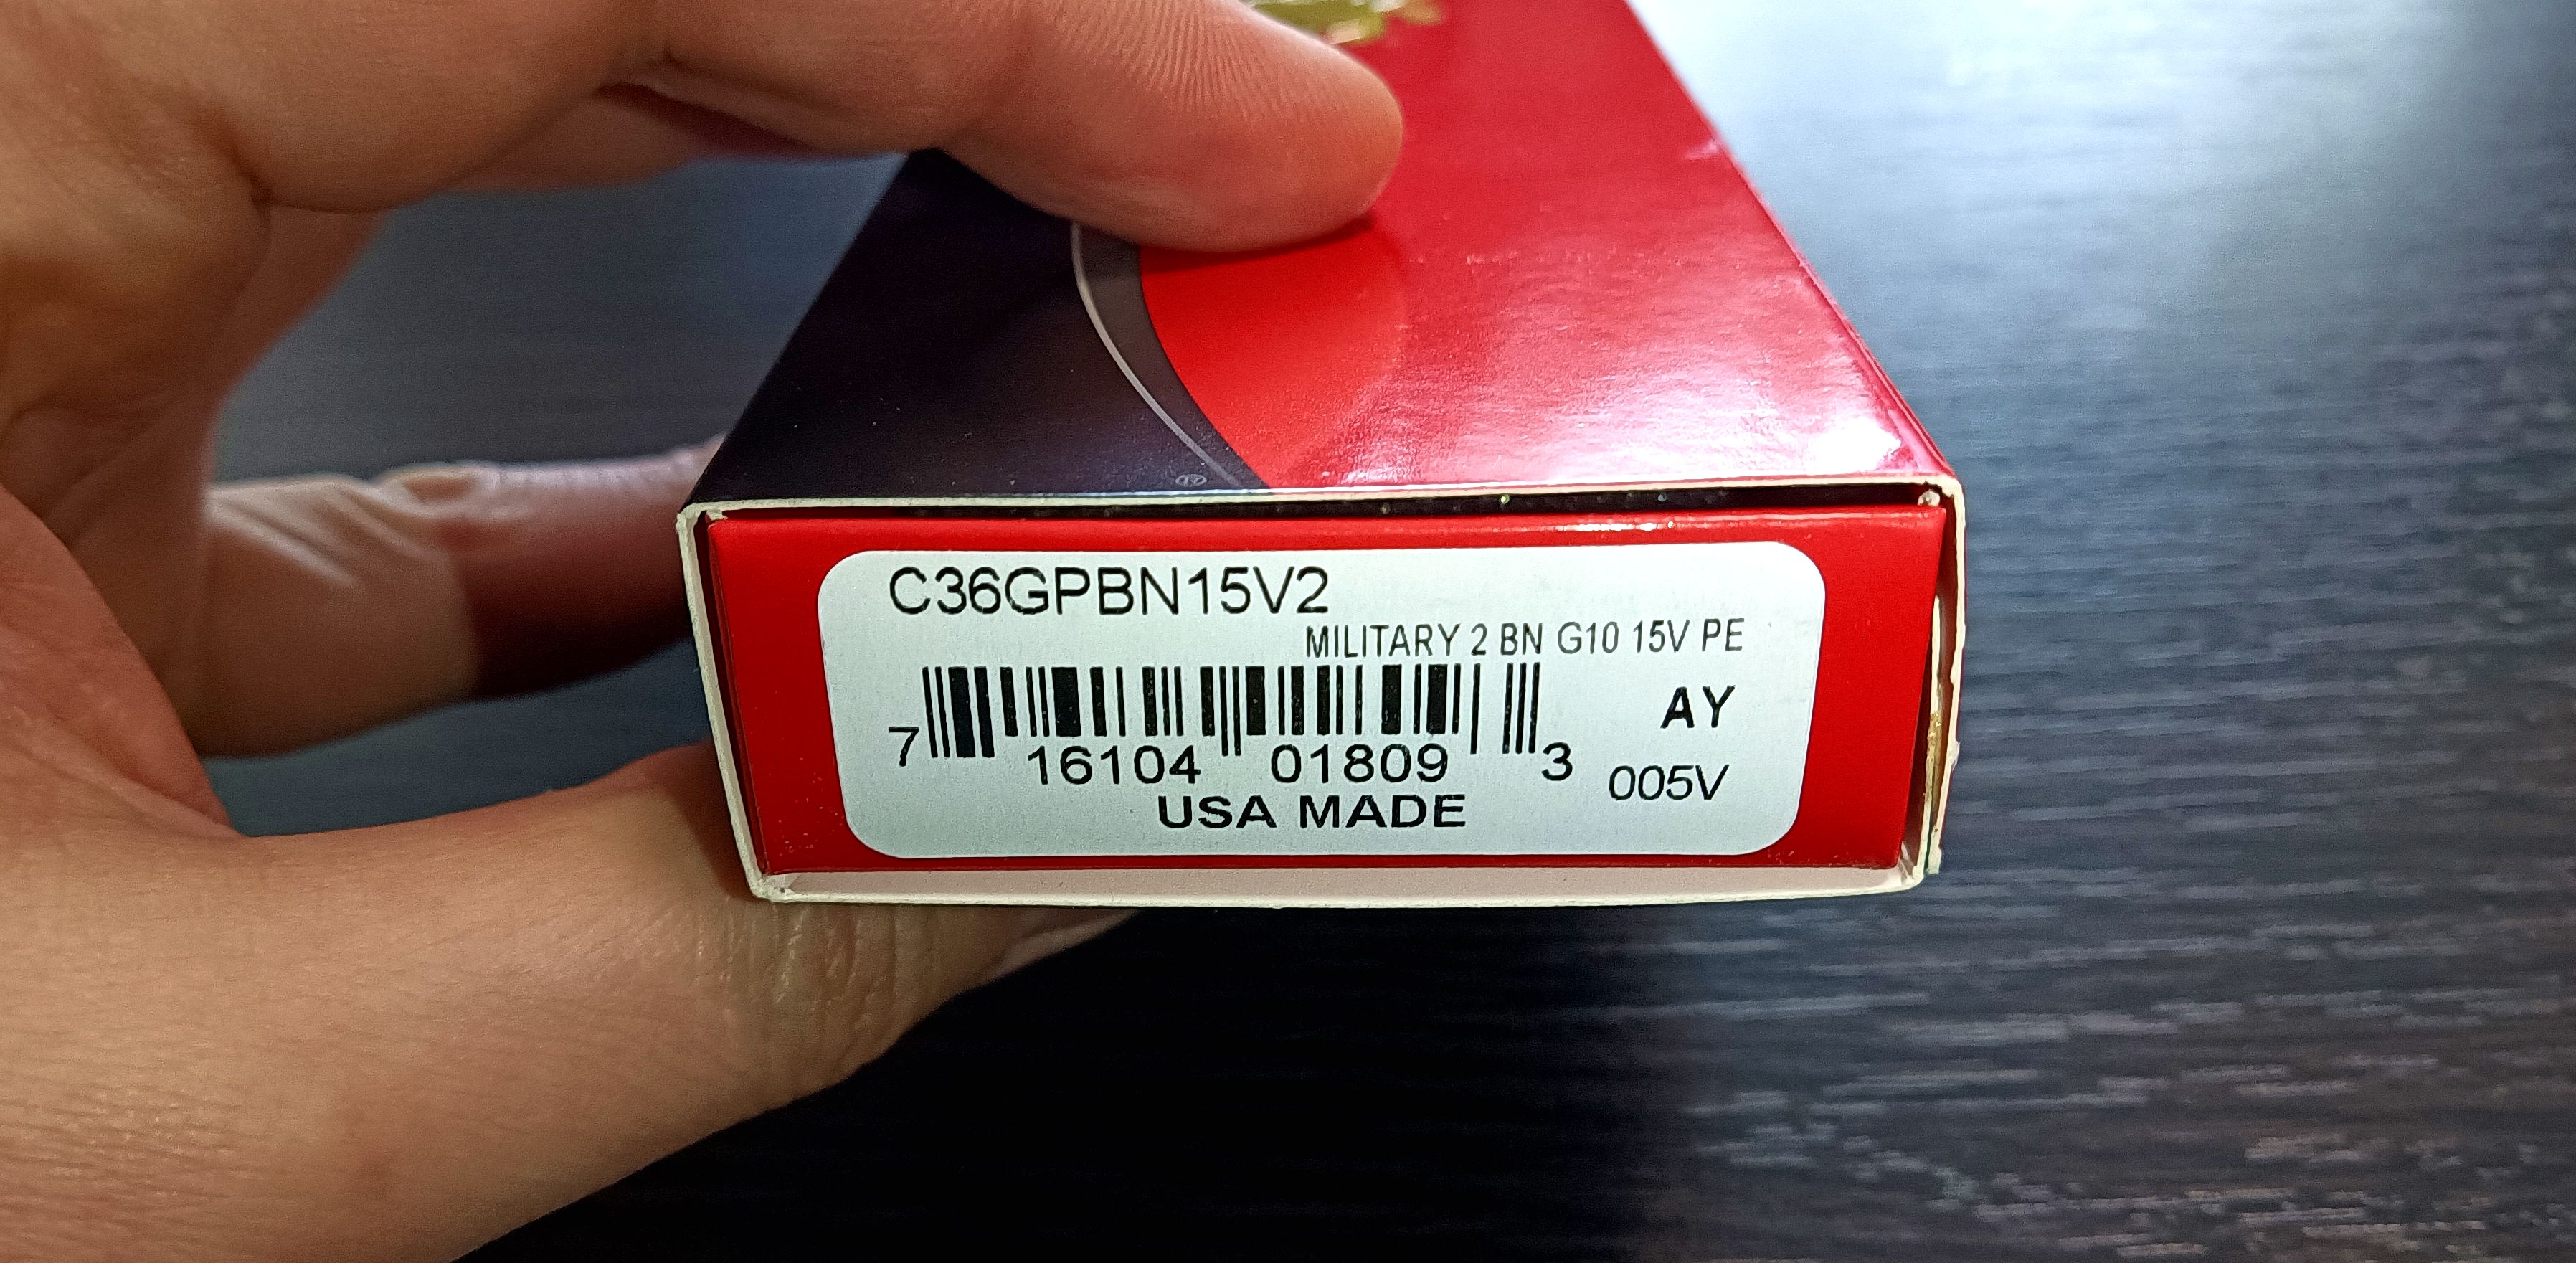 ®
C36GPBN15V2
MILITARY 2 BN G10 15V PE
AY
7 16104 01809 3
005V
USA MADE